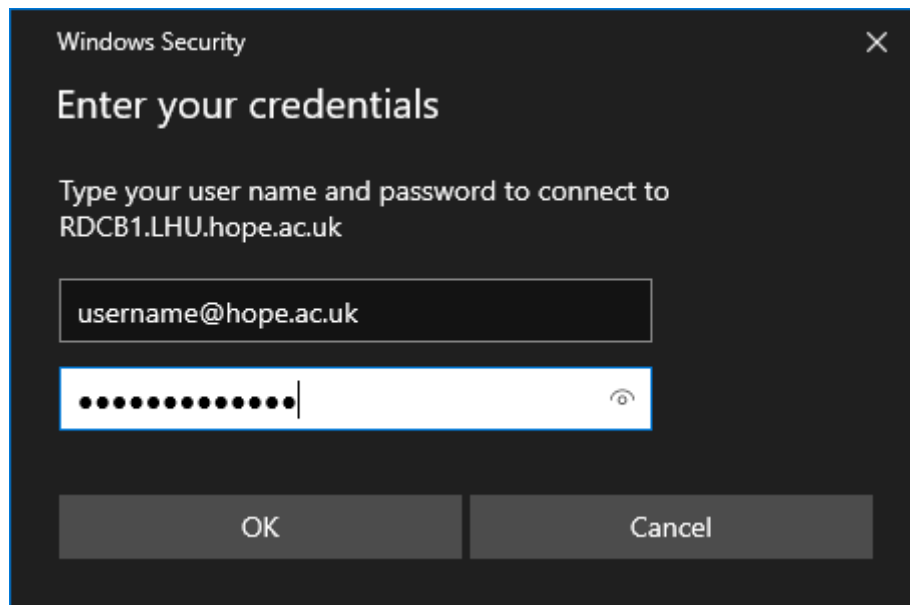 Windows Security
Enter your credentials
Type your user name and password to connect to
RDCB1.LHU.hope.ac.uk
username@hope.ac.uk
●●●●●●●●●●●●●
OK
Cancel